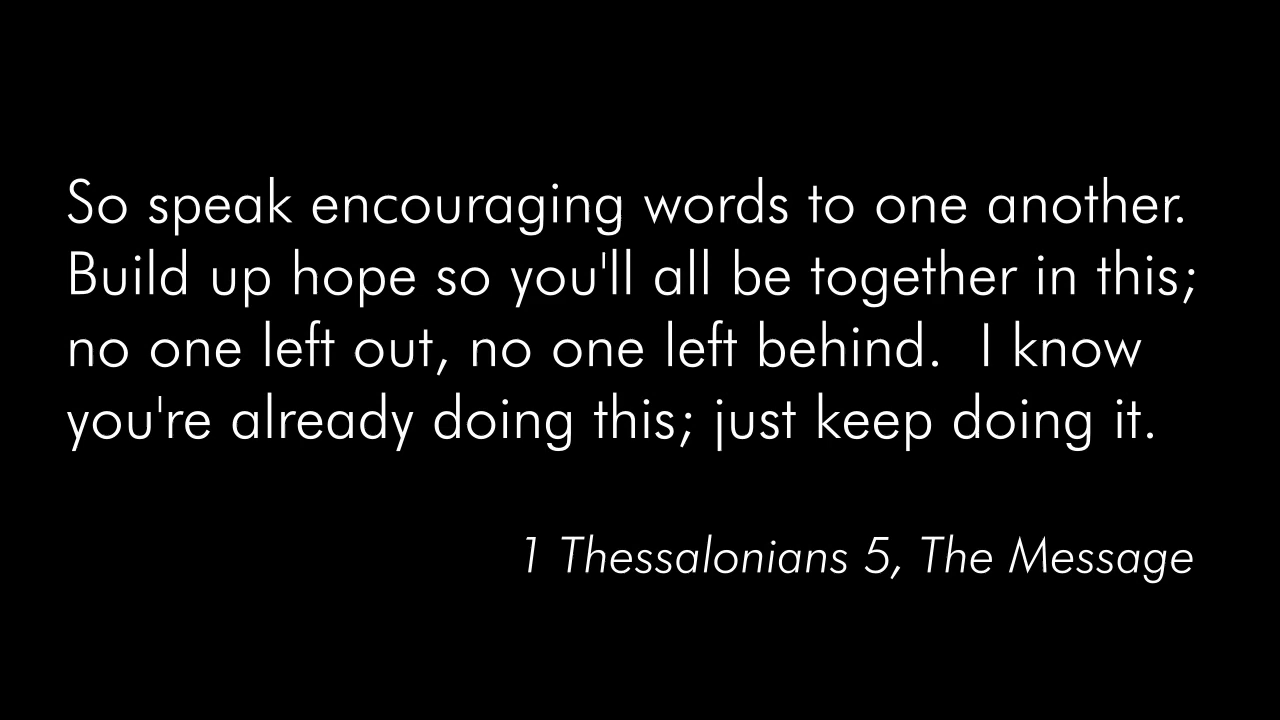 So speak encouraging words to one another.
Build up hope so you'll all be together in this;
no one left out, no one left behind.  I know
you're already doing this; just keep doing it.
1 Thessalonians 5, The Message